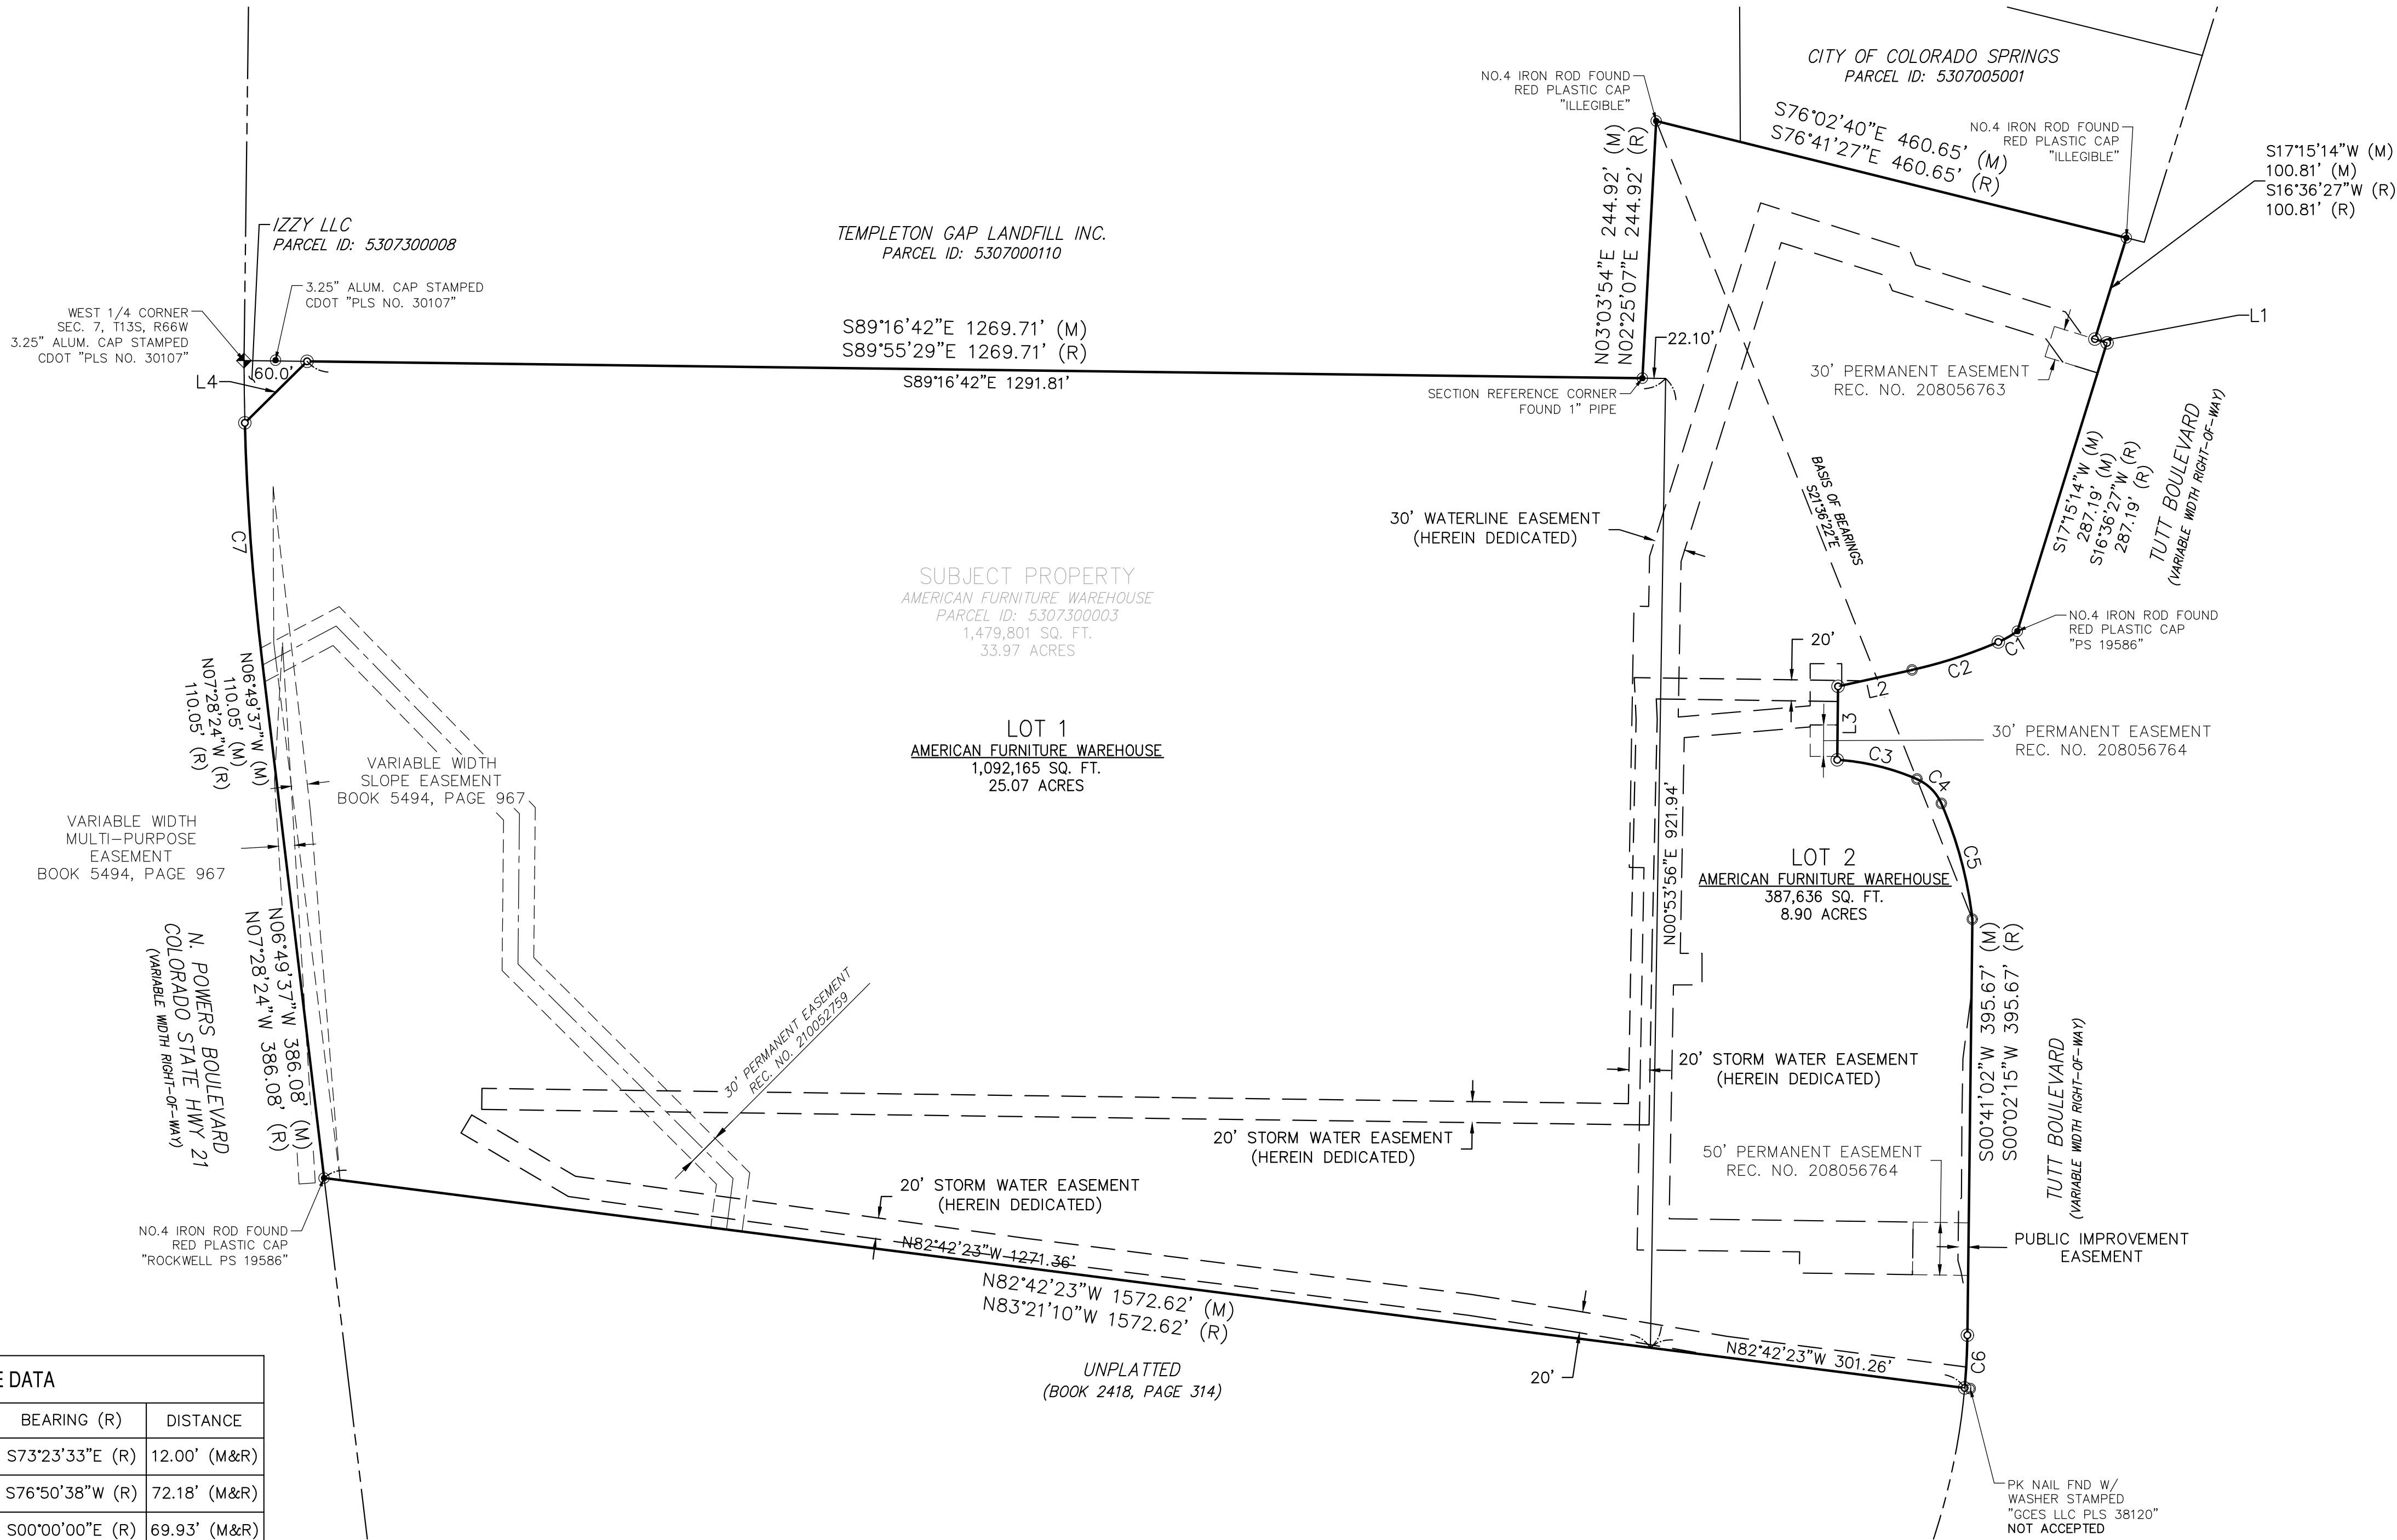 CITY OF COLORADO SPRINGS
PARCEL ID: 5307005001
NO.4 IRON ROD FOUND
RED PLASTIC CAP
"ILLEGIBLE"
S76°02'40"E 460.65' (M)
S76°41'27"E 460.65' (R)
NO.4 IRON ROD FOUND
RED PLASTIC CAP
"ILLEGIBLE"
S17°15'14"W (M)
100.81' (M)
S16°36'27"W (R)
100.81' (R)
N03°03'54"E 244.92' (M)
N02°25'07"E 244.92' (R)
IZZY LLC
PARCEL ID: 5307300008
TEMPLETON GAP LANDFILL INC.
PARCEL ID: 5307000110
3.25" ALUM. CAP STAMPED
CDOT "PLS NO. 30107"
WEST 1/4 CORNER
SEC. 7, T13S, R66W
3.25" ALUM. CAP STAMPED
CDOT "PLS NO. 30107"
S89°16'42"E 1269.71' (M)
S89°55'29"E 1269.71' (R)
S89°16'42"E 1291.81'
22.10'
L1
L4
60.0'
SECTION REFERENCE CORNER
FOUND 1" PIPE
30' PERMANENT EASEMENT
REC. NO. 208056763
TUTT BOULEVARD
(VARIABLE WIDTH RIGHT-OF-WAY)
S17°15'14"W (M)
287.19' (M)
S16°36'27"W (R)
287.19' (R)
BASIS OF BEARINGS
S21°36'22"E
30' WATERLINE EASEMENT
(HEREIN DEDICATED)
C7
SUBJECT PROPERTY
AMERICAN FURNITURE WAREHOUSE
PARCEL ID: 5307300003
1,479,801 SQ. FT.
33.97 ACRES
NO.4 IRON ROD FOUND
RED PLASTIC CAP
"PS 19586"
C1
C2
20'
L2
L3
N06°49'37"W (M)
110.05' (M)
N07°28'24"W (R)
110.05' (R)
LOT 1
AMERICAN FURNITURE WAREHOUSE
1,092,165 SQ. FT.
25.07 ACRES
30' PERMANENT EASEMENT
REC. NO. 208056764
C3
C4
VARIABLE WIDTH
SLOPE EASEMENT
BOOK 5494, PAGE 967
VARIABLE WIDTH
MULTI-PURPOSE
EASEMENT
BOOK 5494, PAGE 967
N00°53'56"E 921.94'
LOT 2
AMERICAN FURNITURE WAREHOUSE
387,636 SQ. FT.
8.90 ACRES
C5
N. POWERS BOULEVARD
COLORADO STATE HWY 21
(VARIABLE WIDTH RIGHT-OF-WAY)
N06°49'37"W 386.08' (M)
N07°28'24"W 386.08' (R)
S00°41'02"W 395.67' (M)
S00°02'15"W 395.67' (R)
30' PERMANENT EASEMENT
REC. NO. 210052759
20' STORM WATER EASEMENT
(HEREIN DEDICATED)
TUTT BOULEVARD
(VARIABLE WIDTH RIGHT-OF-WAY)
20' STORM WATER EASEMENT
(HEREIN DEDICATED)
50' PERMANENT EASEMENT
REC. NO. 208056764
20' STORM WATER EASEMENT
(HEREIN DEDICATED)
NO.4 IRON ROD FOUND
RED PLASTIC CAP
"ROCKWELL PS 19586"
PUBLIC IMPROVEMENT
EASEMENT
N82°42'23"W 1271.36'
N82°42'23"W 1572.62' (M)
N83°21'10"W 1572.62' (R)
N82°42'23"W 301.26'
C6
20'
UNPLATTED
(BOOK 2418, PAGE 314)
PK NAIL FND W/
WASHER STAMPED
"GCES LLC PLS 38120"
NOT ACCEPTED
DATA
BEARING (R) DISTANCE
S73°23'33"E (R) 12.00' (M&R)
S76°50'38"W (R) 72.18' (M&R)
S00°00'00"E (R) 69.93' (M&R)